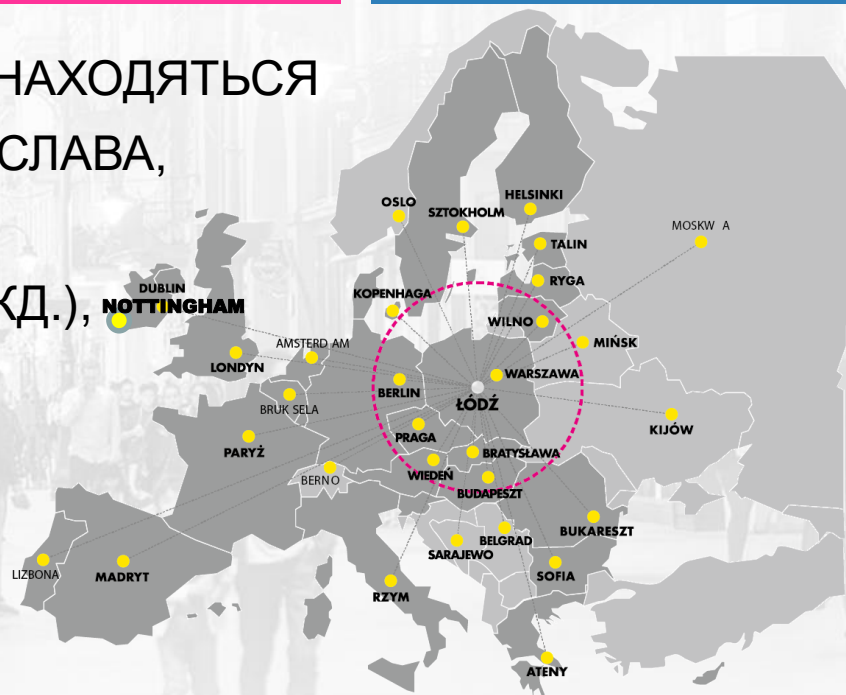 НАХОДЯТЬСЯ
СЛАВА,
КД.),
OSLO
SZTOKHOLM
HELSINKI
MOSKW A
TALIN
RYGA
DUBLIN
NOTTINGHAM
KOPENHAGA
WILNO
MIŃSK
AMSTERD AM
LONDYN
WARSZAWA
BERLIN
ŁÓDŹ
BRUK SELA
KIJÓW
PRAGA
PARYŻ
BRATYSŁAWA
WIEDEŃ
BERN O
BUDAPESZT
BUKARESZT
BELGRAD
SARAJEWO
LIZBONA
MADRYT
SOFIA
RZYM
ATENY